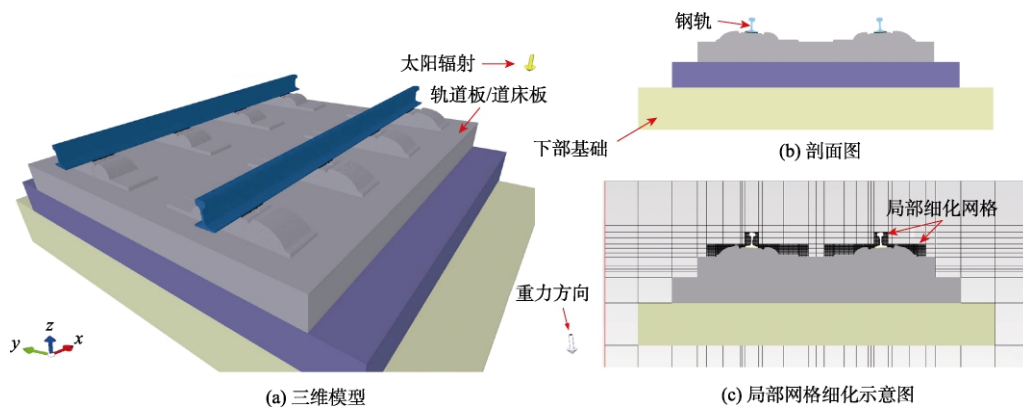 太阳辐射
轨道板/道床板
重力方向
z
y
x
(a) 三维模型
钢轨
下部基础
(b) 剖面图
局部细化网格
(c) 局部网格细化示意图